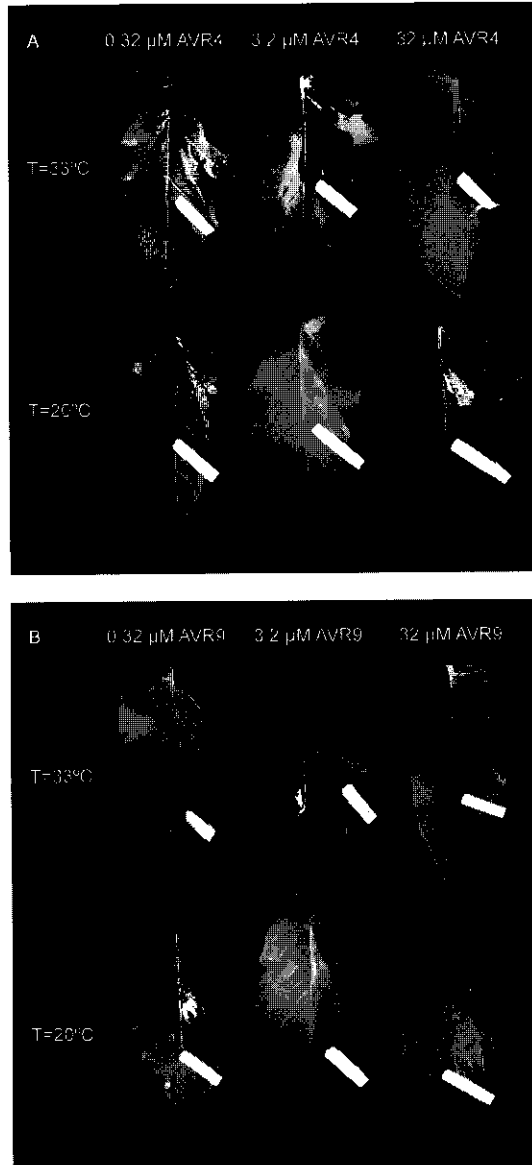 A 0.32 µM AVR4 3.2 µM AVR4 32 µM AVR4
T=33°C
T=20°C
B 0.32 µM AVR9 3.2 µM AVR9 32 µM AVR9
T=33°C
T=20°C